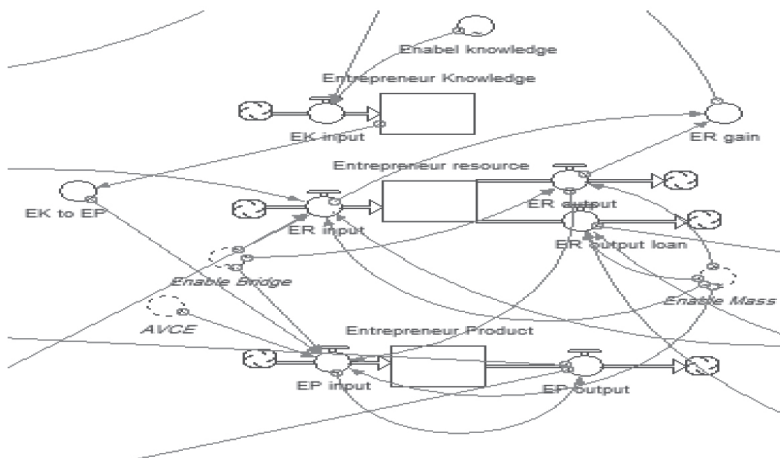 Enabel knowledge
Entrepreneur Knowledge
EK input
ER gain
Entrepreneur resource
EK to EP
ER input
ER output
ER output loan
Enable Bridge
Enable Mass
AVCE
Entrepreneur Product
EP input
EP output